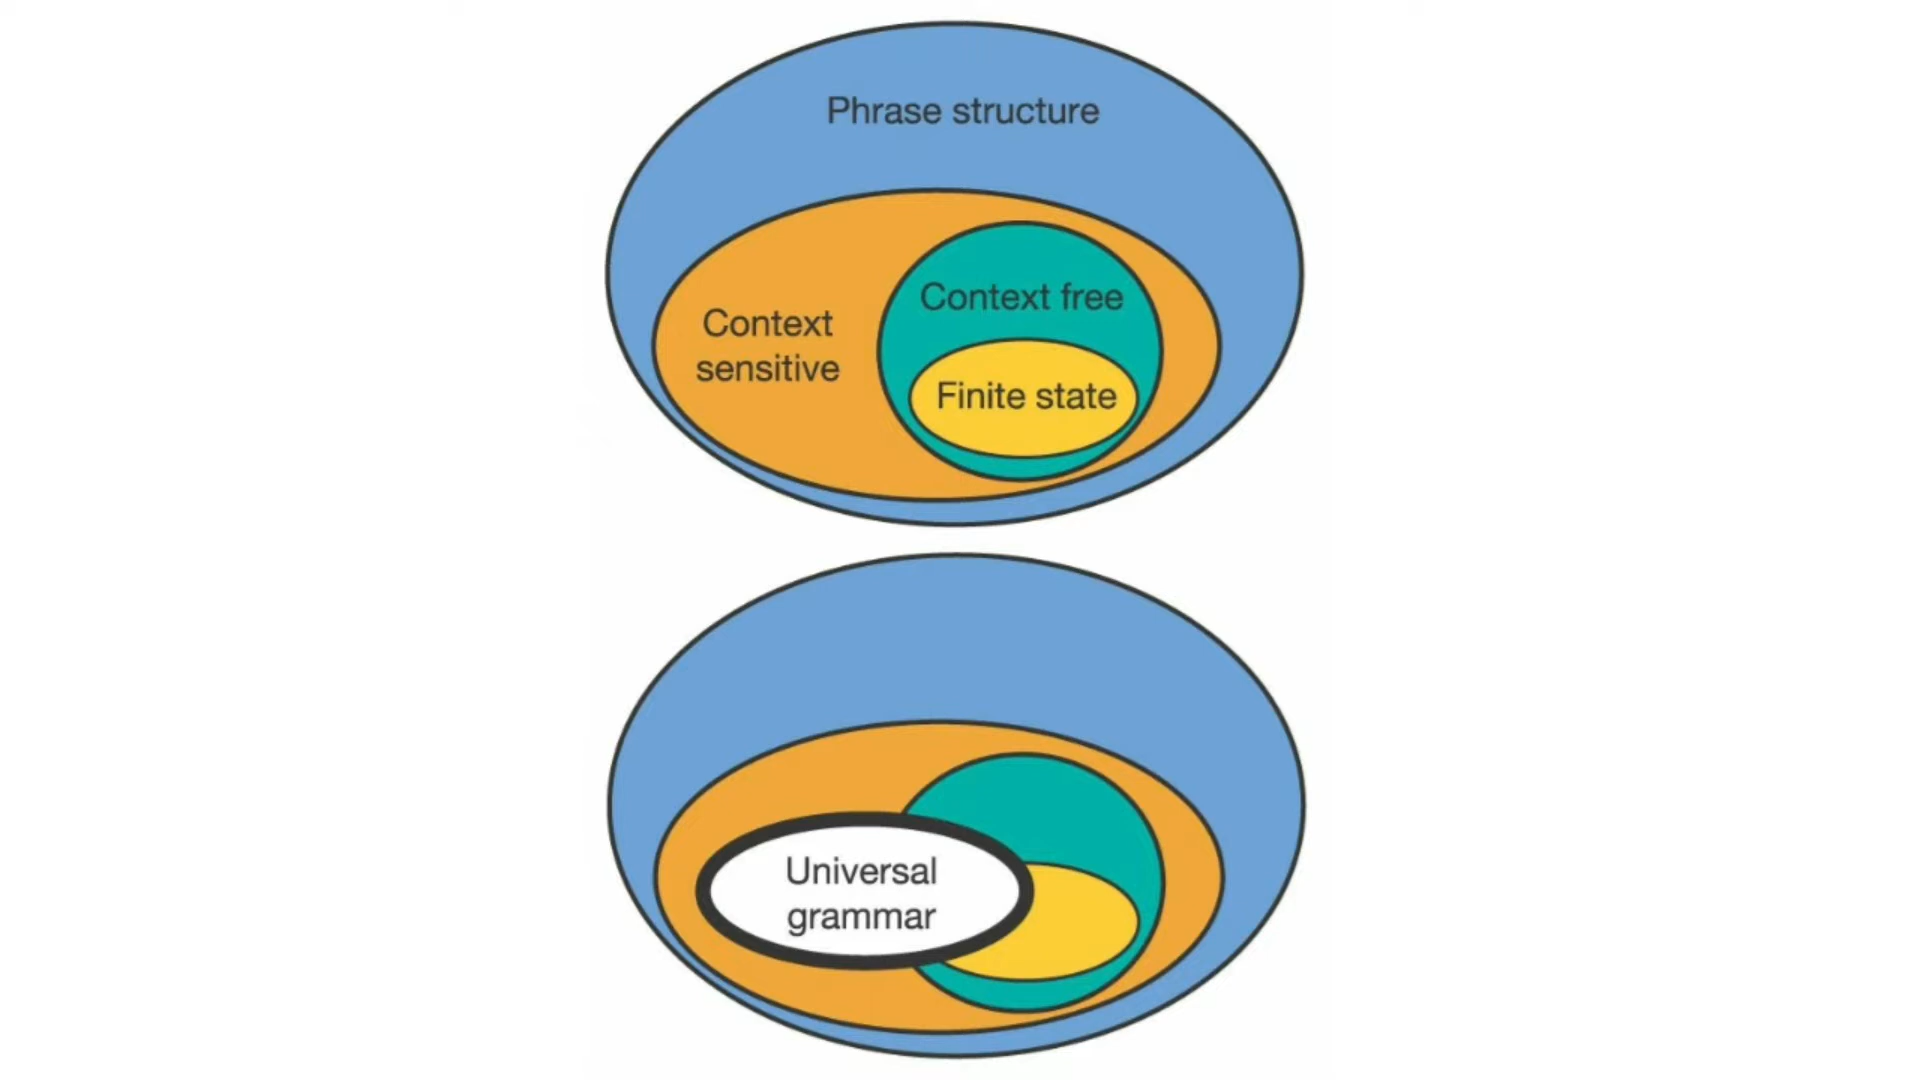 Phrase structure
Context free
Context
sensitive
Finite state
Universal
grammar